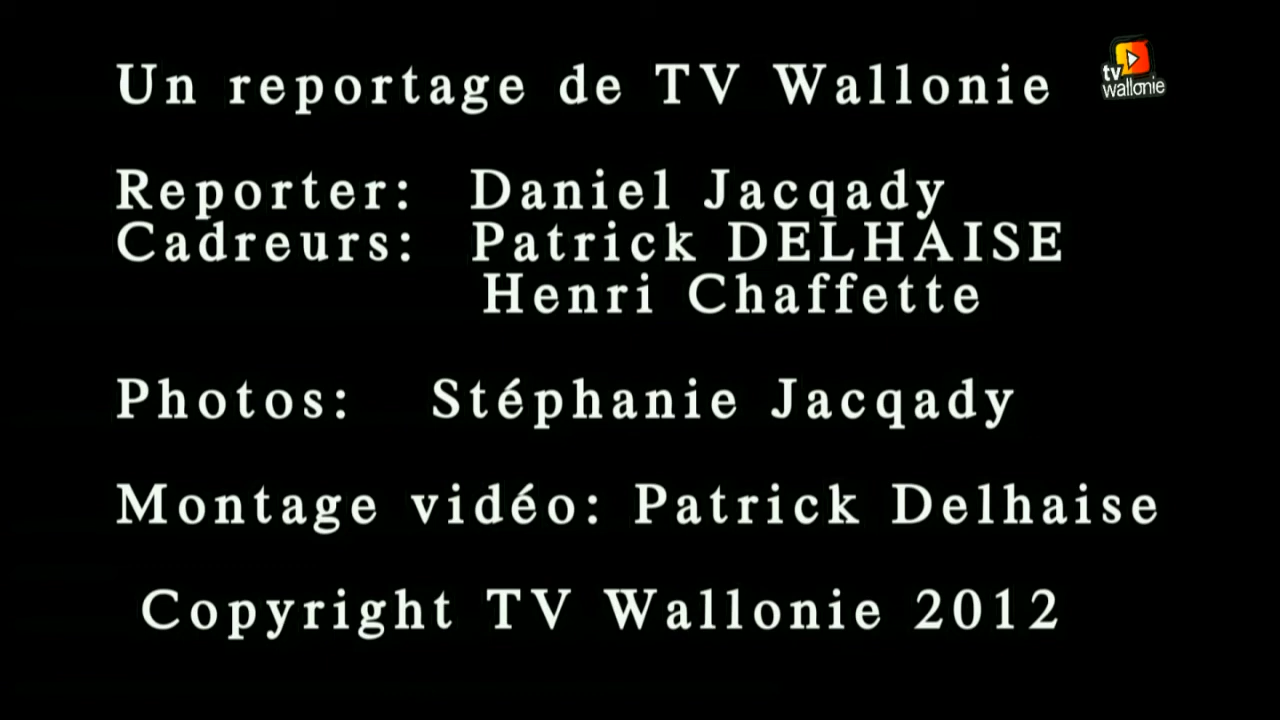 Un reportage de TV Wallonie
tv
wallonie
Reporter: Daniel Jacqady
Cadreurs: Patrick DELHAISE
Henri Chaffette
Photos: Stéphanie Jacqady
Montage vidéo: Patrick Delhaise
Copyright TV Wallonie 2012